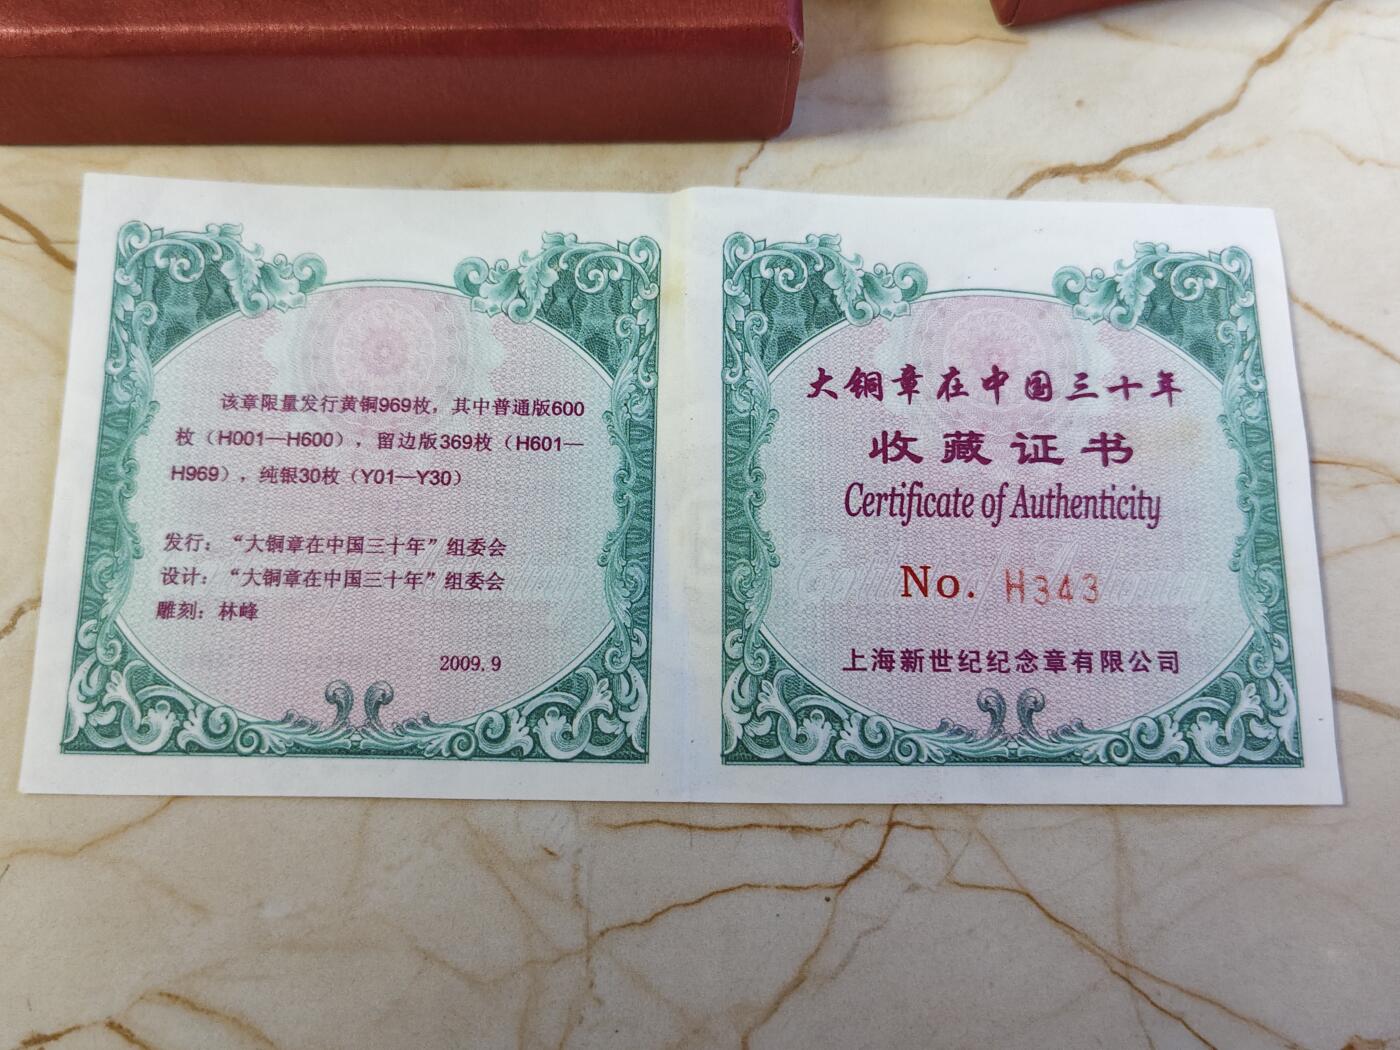 该章限量发行黄铜969枚，其中普通版600
枚（H001—H600），留边版369枚（H601—
H969），纯银30枚（Y01—Y30）
发行：“大铜章在中国三十年”组委会
设计：“大铜章在中国三十年”组委会
雕刻：林峰
2009.9
大铜章在中国三十年
收藏证书
Certificate of Authenticity
No. H343
上海新世纪纪念章有限公司